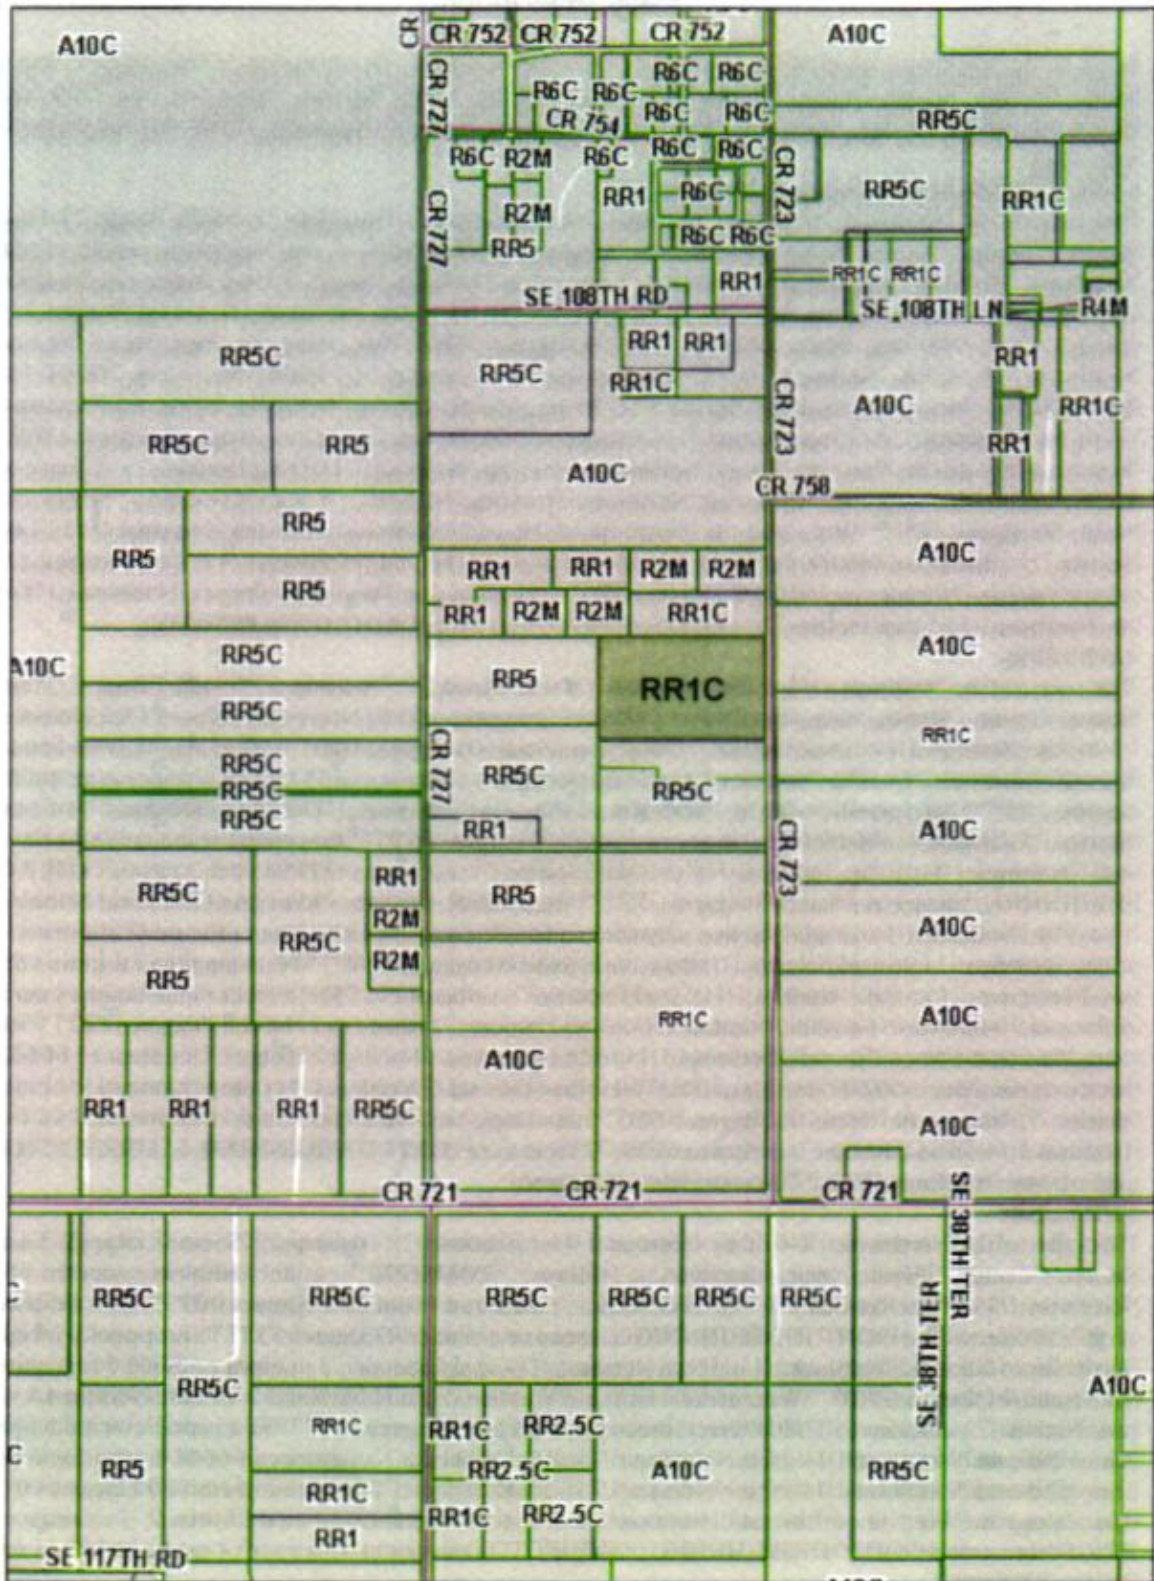 A10C
CR
CR 752 CR 752 CR 752
A10C
CR 727
R6C R6C
R6C R6C
R6C R6C
CR 754
RR5C
R6C R2M R6C R6C R6C
CR 723
RR5C
RR1C
CR 727
R2M
RR1
R6C
R6C R6C
RR5
RR1
RR1C RR1C
SE 108TH RD
SE 108TH LN
R4M
RR5C
RR5C
RR1 RR1
RR1
RR1C
CR 723
A10C
RR1C
RR5C RR5
RR1
A10C
CR 758
RR5
RR5
RR5
A10C
RR1 RR1 R2M R2M
RR1 R2M R2M RR1C
A10C
RR5C
A10C
RR5
RR1C
RR5C
RR1C
CR 727
RR5C
RR5C
RR5C
RR5C
RR5C
RR1
A10C
CR 723
RR5C
RR1
RR5
R2M
RR5C
A10C
R2M
RR5
RR1C
A10C
A10C
RR1 RR1 RR1 RR5C
A10C
CR 721 CR 721 CR 721
SE 38TH TER
C
RR5C RR5C RR5C RR5C RR5C RR5C
SE 38TH TER
RR5C
A10C
RR1C
RR1C RR2.5C
C
RR5
RR2.5C
A10C
RR5C
RR1C
RR1C RR2.5C
RR1
SE 117TH RD